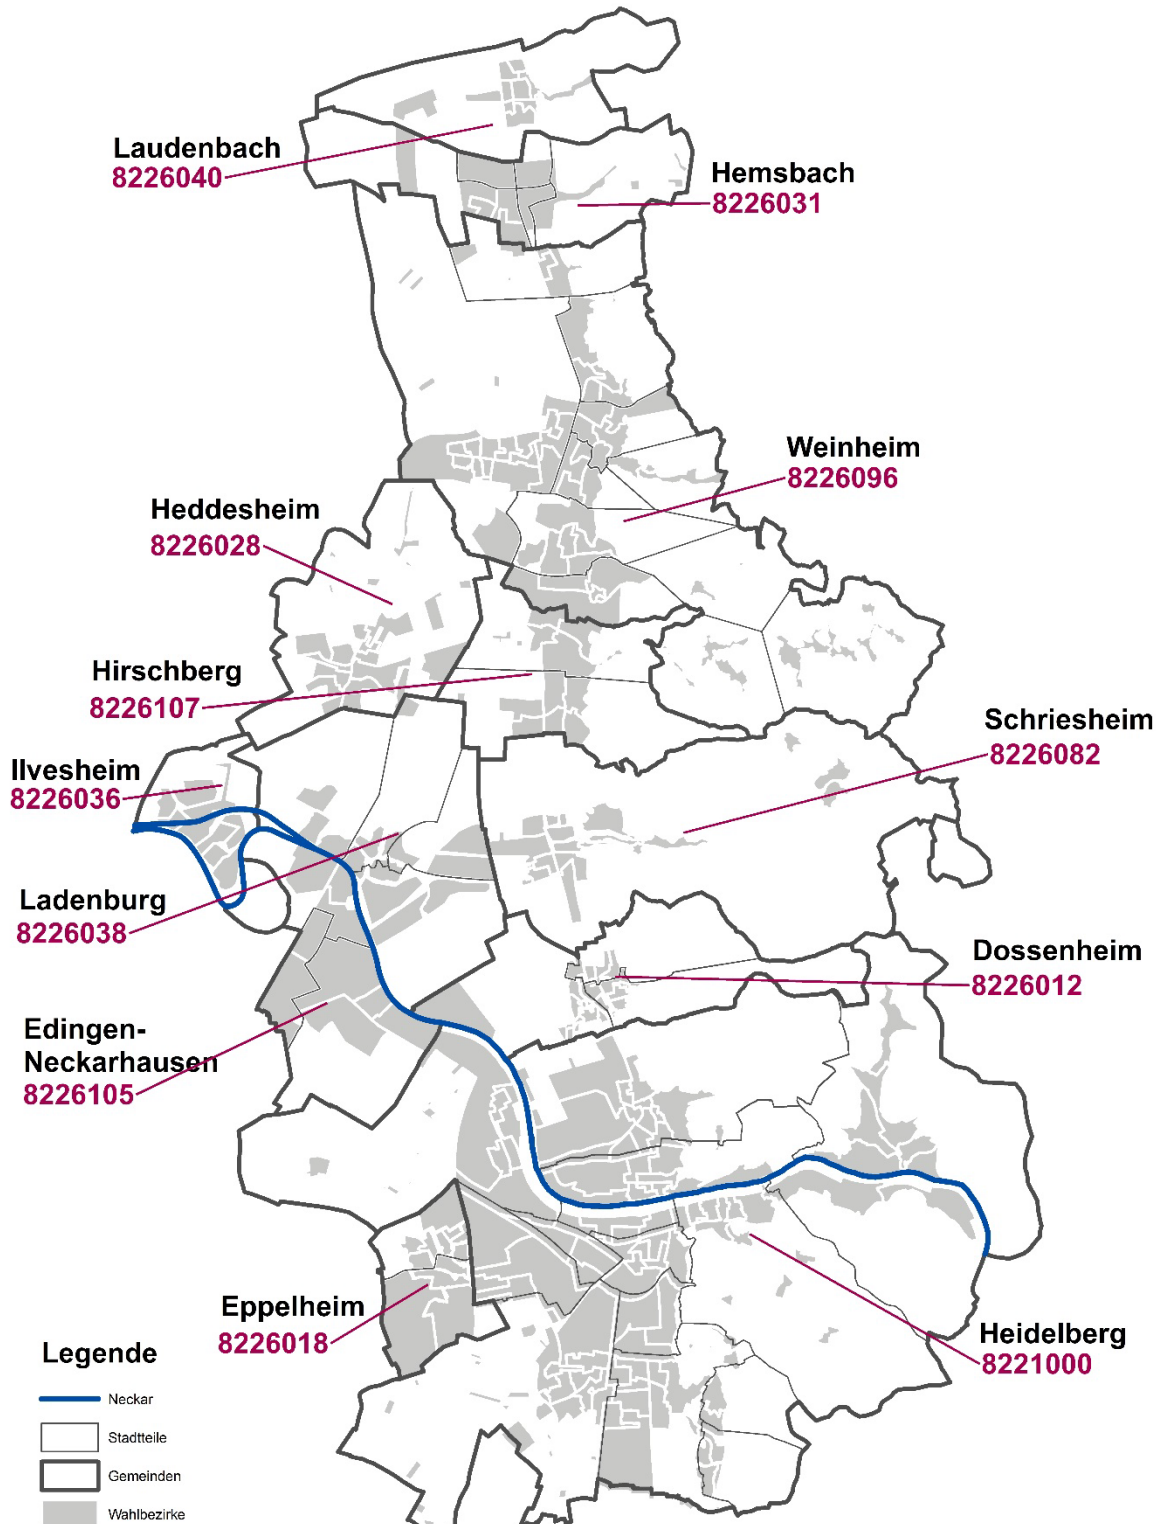 Laudenbach
8226040
Hemsbach
8226031
Weinheim
8226096
Heddesheim
8226028
Hirschberg
8226107
Schriesheim
8226082
Ilvesheim
8226036
Ladenburg
8226038
Dossenheim
8226012
Edingen-
Neckarhausen
8226105
Eppelheim
8226018
Heidelberg
8221000
Legende
Neckar
Stadtteile
Gemeinden
Wahlbezirke